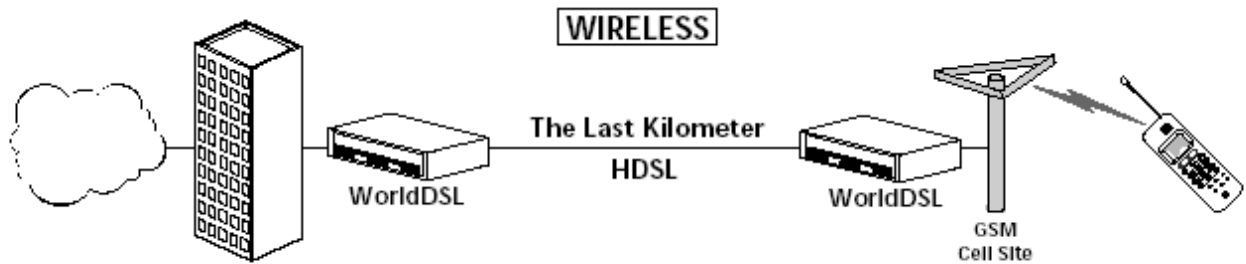 WIRELESS
The Last Kilometer
HDSL
WorldDSL
WorldDSL
GSM
Cell Site